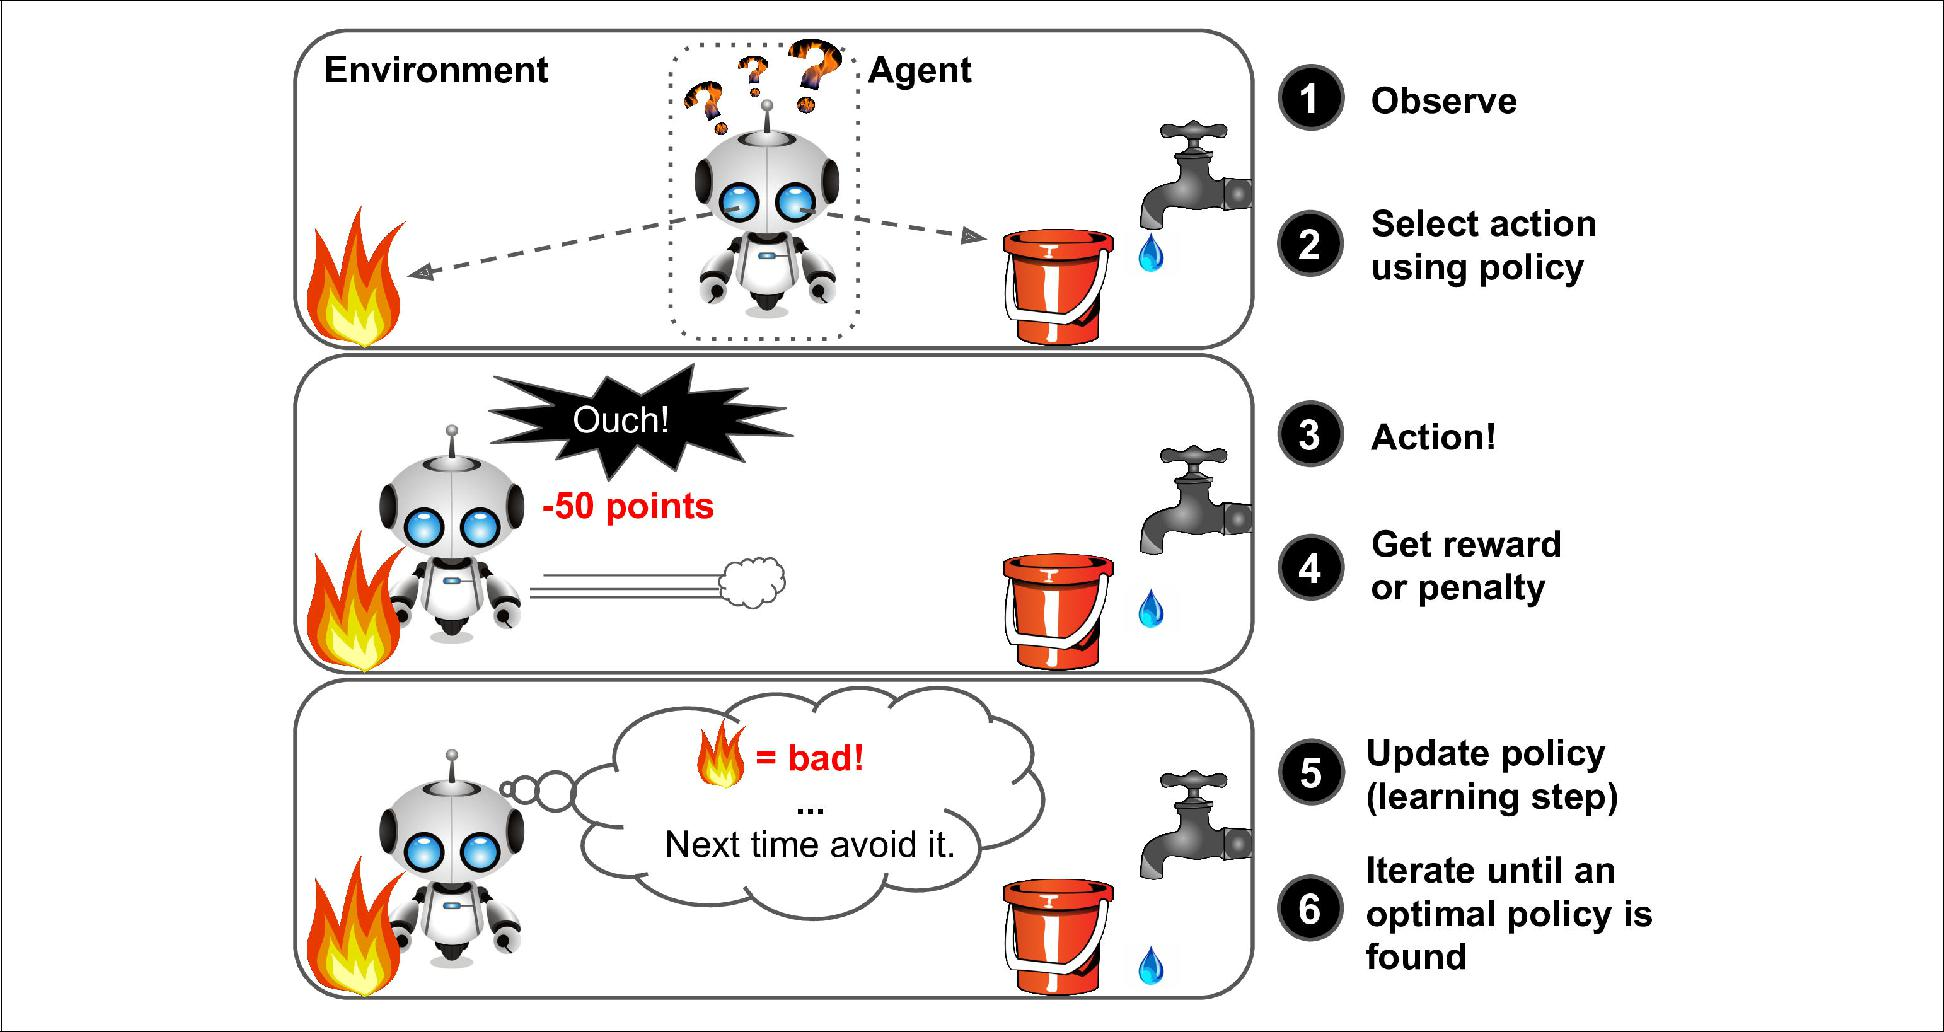 Environment
Agent
? ? ?
1 Observe
2 Select action
using policy
Ouch!
-50 points
3 Action!
4 Get reward
or penalty
= bad!
...
Next time avoid it.
5 Update policy
(learning step)
6 Iterate until an
optimal policy is
found